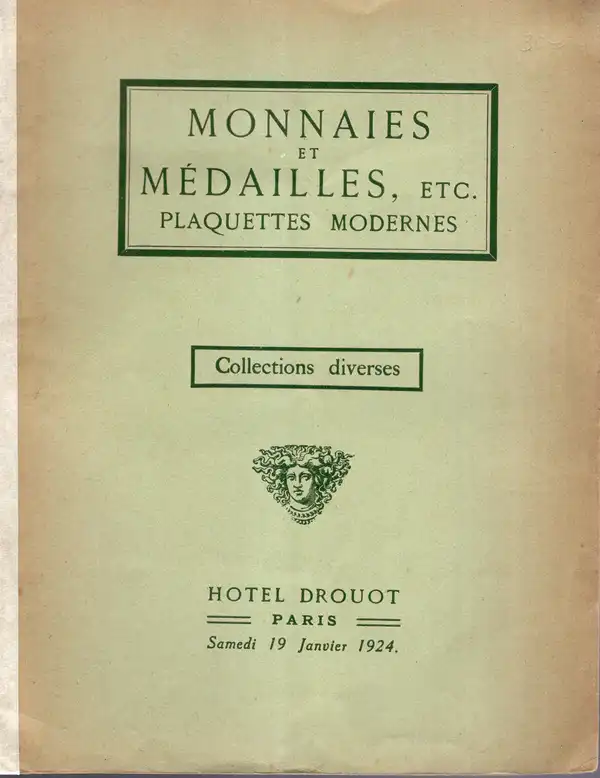 MONNAIES
ET
MÉDAILLES, ETC.
PLAQUETTES MODERNES
Collections diverses
HOTEL DROUOT
PARIS
Samedi 19 Janvier 1924.